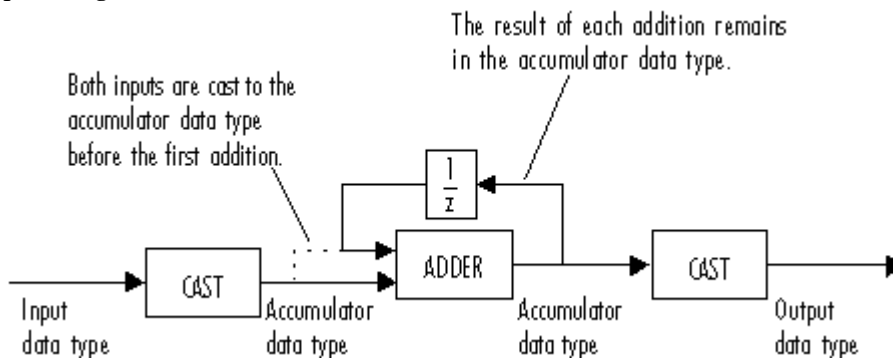 The result of each addition remains
in the accumulator data type.
Both inputs are cast to the
accumulator data type
before the first addition.
1
z
CAST
ADDER
CAST
Input
data type
Accumulator
data type
Accumulator
data type
Output
data type